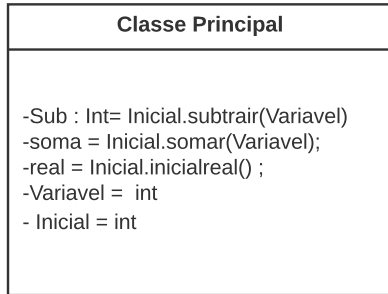 Classe Principal
-Sub : Int= Inicial.subtrair(Variavel)
-soma = Inicial.somar(Variavel);
-real = Inicial.inicialreal() ;
-Variavel =  int
- Inicial = int